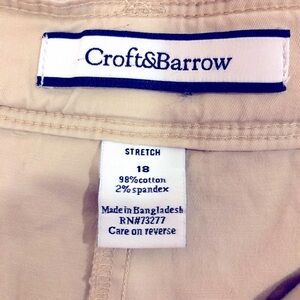 Croft&Barrow
STRETCH
18
98%cotton
2%spandex
Made in Bangladesh
RN#73277
Care on reverse